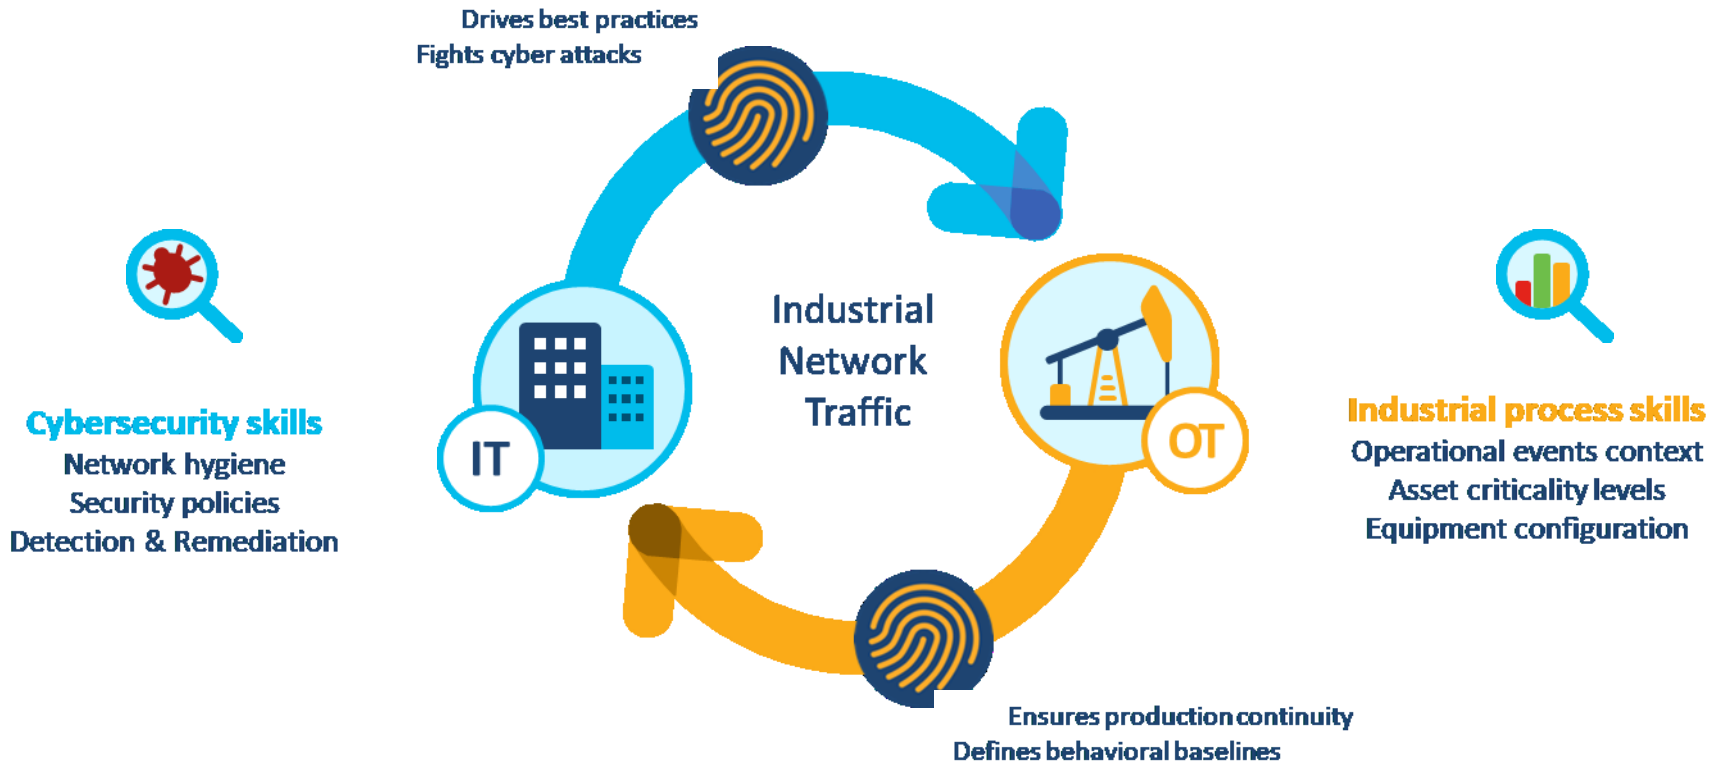 Drives best practices
Fights cyber attacks
Industrial
Network
Traffic
Cybersecurity skills
Network hygiene
Security policies
Detection & Remediation
IT
OT
Industrial process skills
Operational events context
Asset criticality levels
Equipment configuration
Ensures production continuity
Defines behavioral baselines